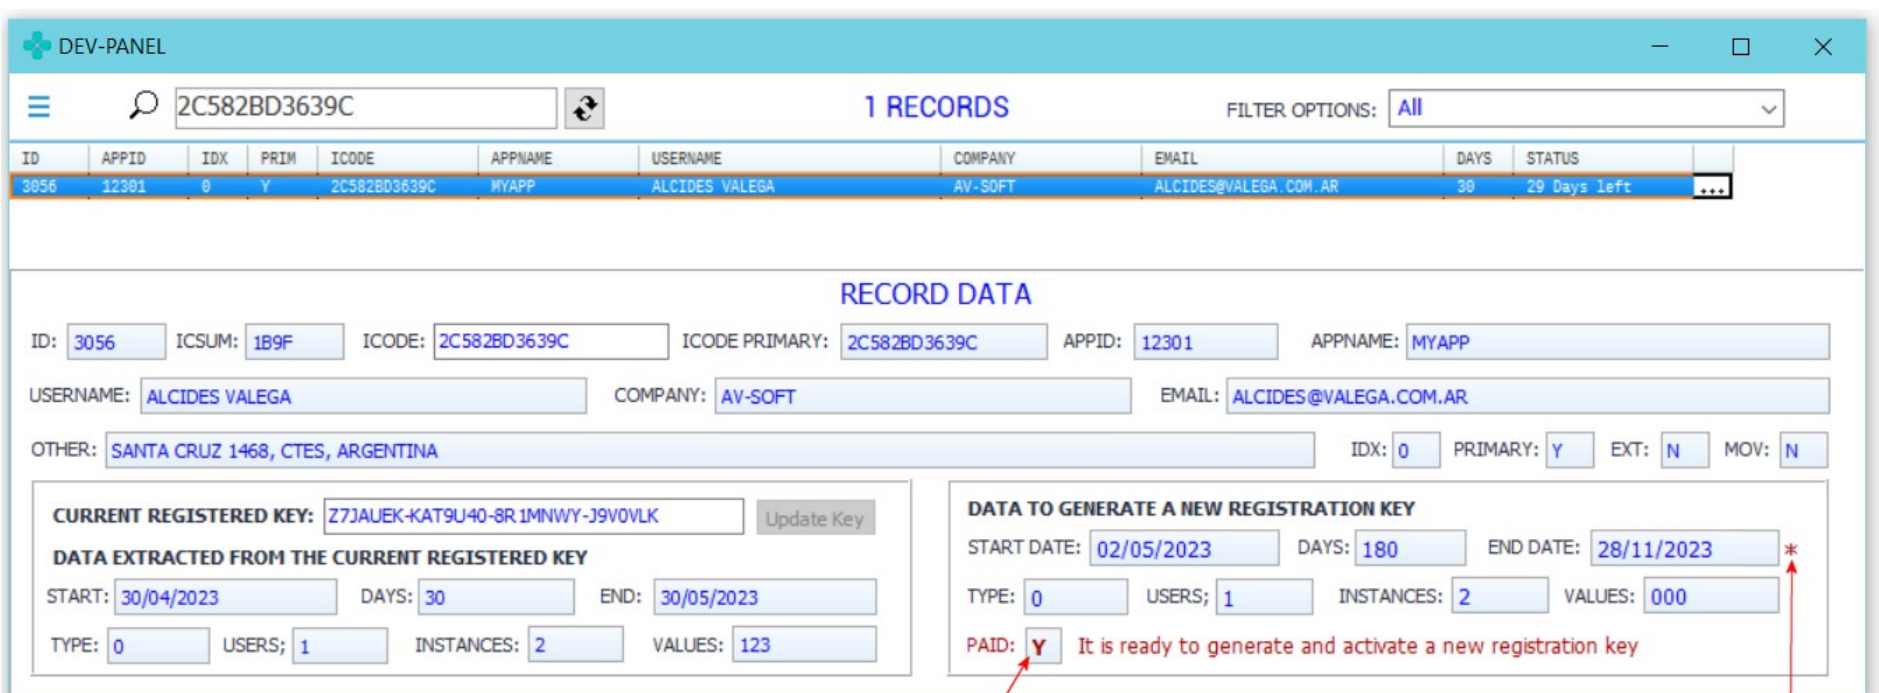 DEV-PANEL
2C582BD3639C 1 RECORDS FILTER OPTIONS: All
ID APPID IDX PRIM ICODE APPNAME USERNAME COMPANY EMAIL DAYS STATUS
3056 12301 0 Y 2C582BD3639C MYAPP ALCIDES VALEGA AV-SOFT ALCIDES@VALEGA.COM.AR 30 29 Days left ...
RECORD DATA
ID: 3056 ICSUM: 1B9F ICODE: 2C582BD3639C ICODE PRIMARY: 2C582BD3639C APPID: 12301 APPNAME: MYAPP
USERNAME: ALCIDES VALEGA COMPANY: AV-SOFT EMAIL: ALCIDES@VALEGA.COM.AR
OTHER: SANTA CRUZ 1468, CTES, ARGENTINA IDX: 0 PRIMARY: Y EXT: N MOV: N
CURRENT REGISTERED KEY: Z7JAUEK-KAT9U40-8R1MNWY-J9V0VLK Update Key
DATA EXTRACTED FROM THE CURRENT REGISTERED KEY
START: 30/04/2023 DAYS: 30 END: 30/05/2023
TYPE: 0 USERS; 1 INSTANCES: 2 VALUES: 123
DATA TO GENERATE A NEW REGISTRATION KEY
START DATE: 02/05/2023 DAYS: 180 END DATE: 28/11/2023 *
TYPE: 0 USERS; 1 INSTANCES: 2 VALUES: 000
PAID: Y It is ready to generate and activate a new registration key